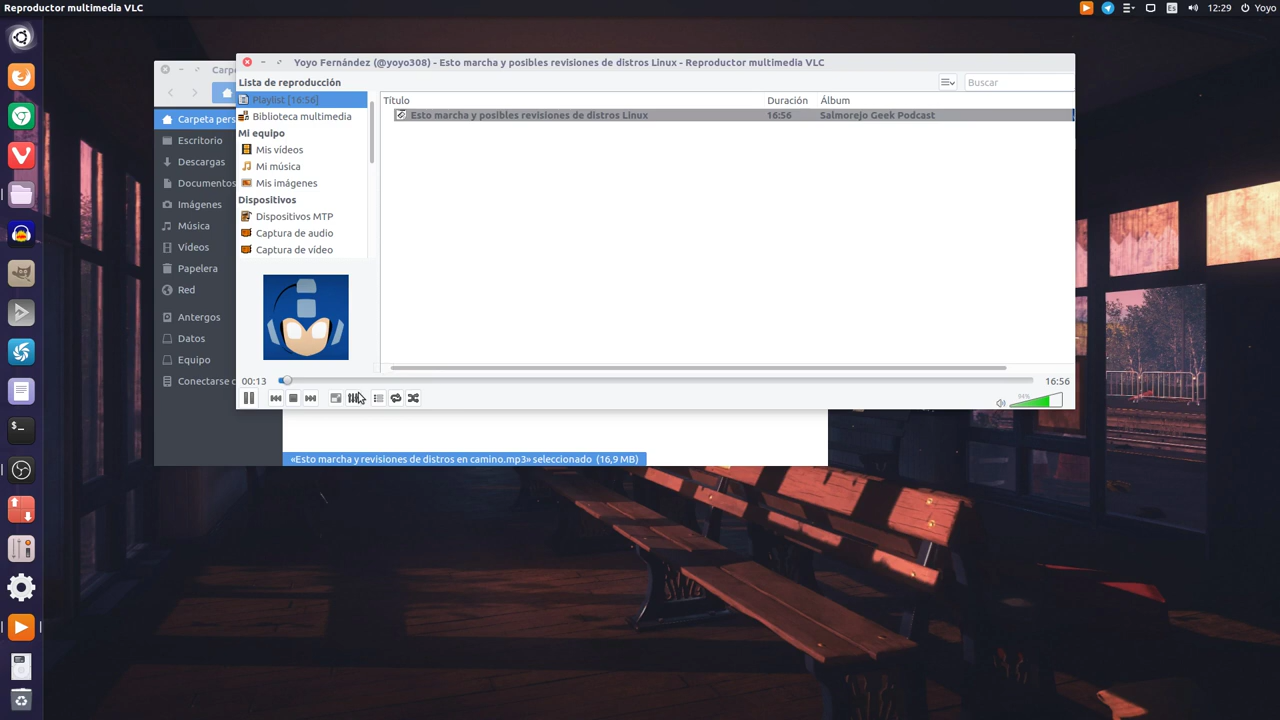 Reproductor multimedia VLC
Es
12:29
Yoyo
Carpe
Yoyo Fernández (@yoyo308) - Esto marcha y posibles revisiones de distros Linux - Reproductor multimedia VLC
Carpeta pers
Escritorio
Descargas
Documentos
Imágenes
Música
Vídeos
Papelera
Red
Antergos
Datos
Equipo
Conectarse c
Lista de reproducción
Playlist [16:56]
Biblioteca multimedia
Mi equipo
Mis vídeos
Mi música
Mis imágenes
Dispositivos
Dispositivos MTP
Captura de audio
Captura de vídeo
Buscar
Título Duración Álbum
Esto marcha y posibles revisiones de distros Linux 16:56 Salmorejo Geek Podcast
00:13
16:56
94%
«Esto marcha y revisiones de distros en camino.mp3» seleccionado (16,9 MB)